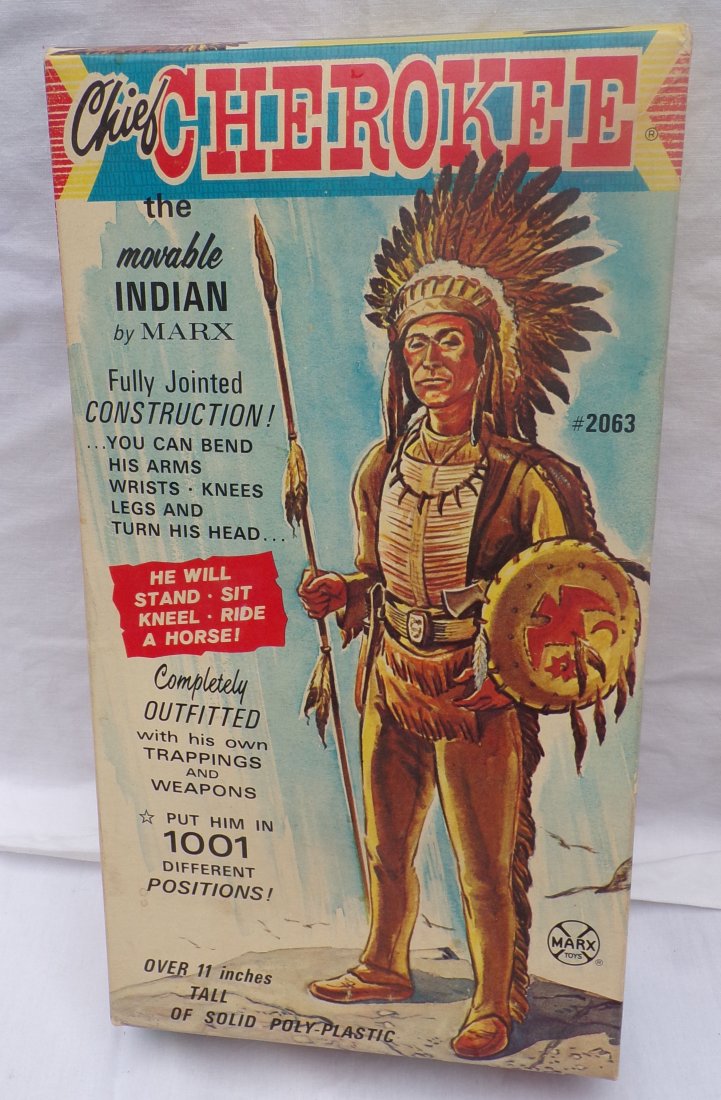 Chief CHEROKEE ®
the
movable
INDIAN
by MARX
Fully Jointed
CONSTRUCTION!
...YOU CAN BEND
HIS ARMS
WRISTS · KNEES
LEGS AND
TURN HIS HEAD...
#2063
HE WILL
STAND · SIT
KNEEL · RIDE
A HORSE!
Completely
OUTFITTED
with his own
TRAPPINGS
AND
WEAPONS
☆ PUT HIM IN
1001
DIFFERENT
POSITIONS!
MARX
TOYS ®
OVER 11 inches
TALL
OF SOLID POLY-PLASTIC